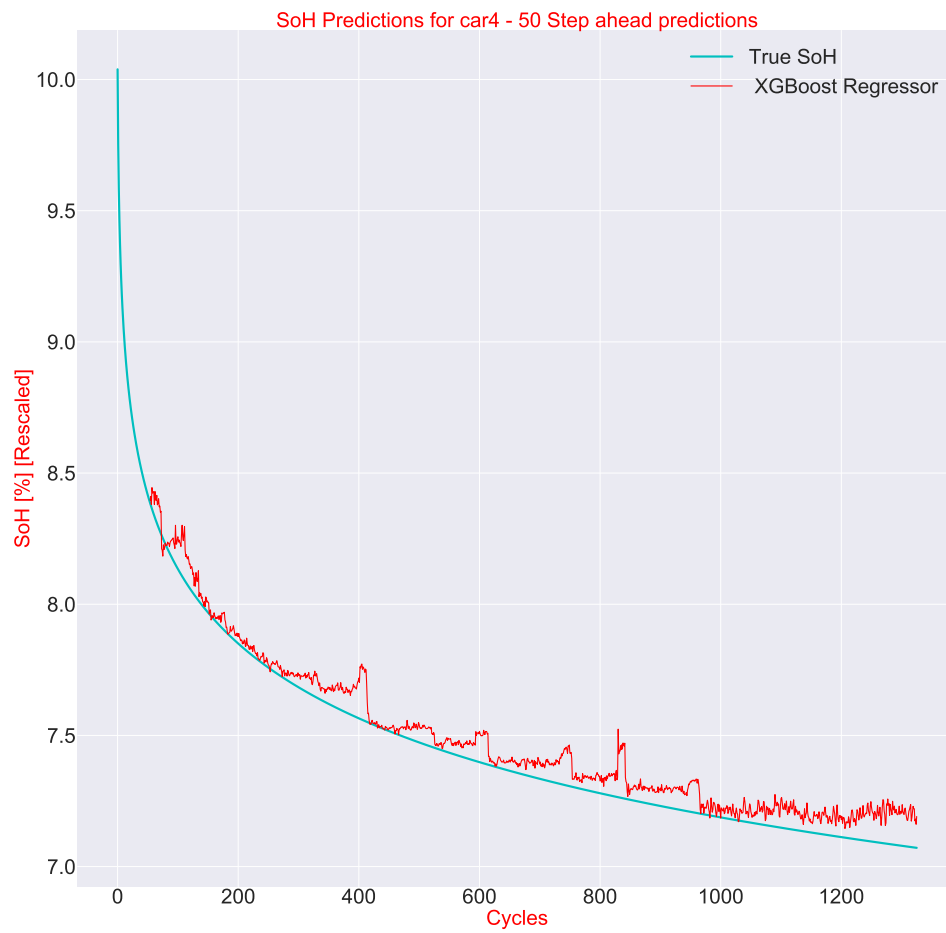 SoH Predictions for car4 - 50 Step ahead predictions
True SoH
XGBoost Regressor
10.0
9.5
9.0
8.5
8.0
7.5
7.0
SoH [%] [Rescaled]
0 200 400 600 800 1000 1200
Cycles